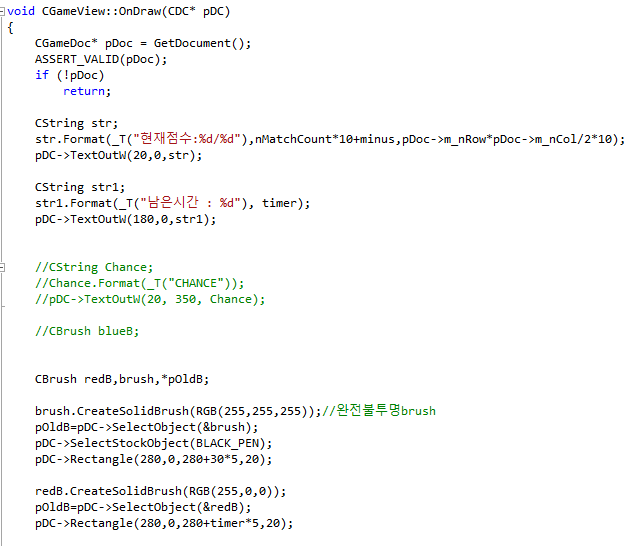 void CGameView::OnDraw(CDC* pDC)
{
    CGameDoc* pDoc = GetDocument();
    ASSERT_VALID(pDoc);
    if (!pDoc)
        return;

    CString str;
    str.Format(_T("현재점수:%d/%d"),nMatchCount*10+minus,pDoc->m_nRow*pDoc->m_nCol/2*10);
    pDC->TextOutW(20,0,str);

    CString str1;
    str1.Format(_T("남은시간 : %d"), timer);
    pDC->TextOutW(180,0,str1);

    //CString Chance;
    //Chance.Format(_T("CHANCE"));
    //pDC->TextOutW(20, 350, Chance);

    //CBrush blueB;

    CBrush redB,brush,*pOldB;

    brush.CreateSolidBrush(RGB(255,255,255));//완전불투명brush
    pOldB=pDC->SelectObject(&brush);
    pDC->SelectStockObject(BLACK_PEN);
    pDC->Rectangle(280,0,280+30*5,20);

    redB.CreateSolidBrush(RGB(255,0,0));
    pOldB=pDC->SelectObject(&redB);
    pDC->Rectangle(280,0,280+timer*5,20);